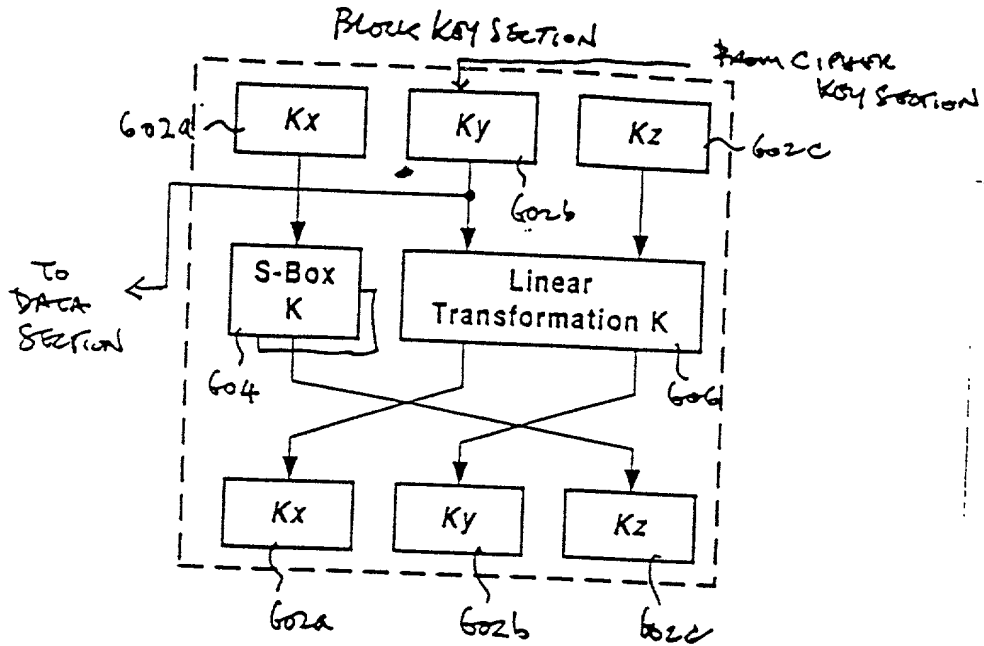 BLOCK KEY SECTION
FROM CIPHER
KEY SECTION
602a
Kx
Ky
Kz
602c
602b
TO
DATA
SECTION
S-Box
K
Linear
Transformation K
604
606
Kx
Ky
Kz
602a
602b
602c